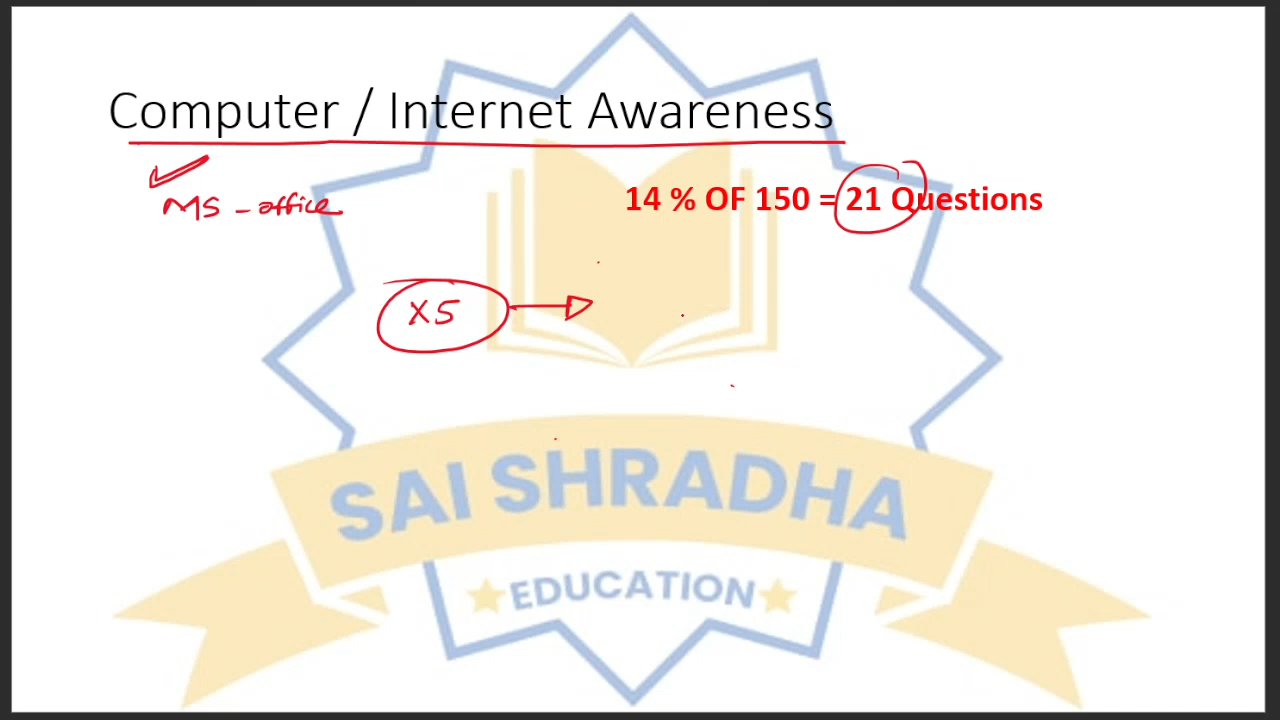 Computer / Internet Awareness
MS - office
14 % OF 150 = 21 Questions
X5
SAI SHRADHA
EDUCATION